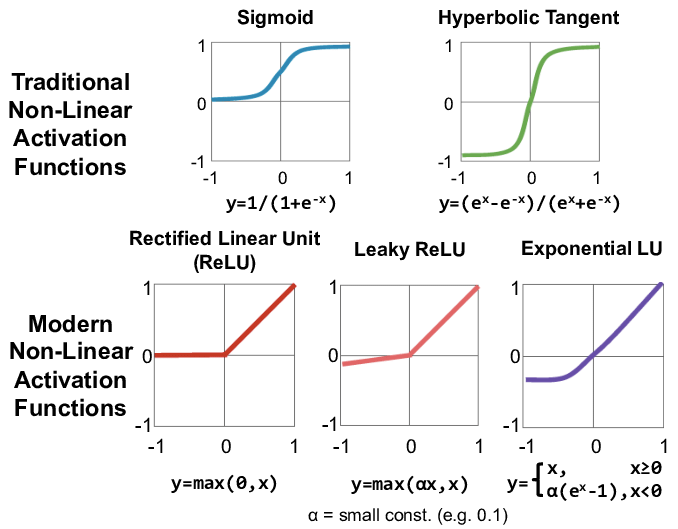 Sigmoid
Hyperbolic Tangent
Traditional
Non-Linear
Activation
Functions
1
0
-1
-1
0
1
y=1/(1+e⁻ˣ)
1
0
-1
-1
0
1
y=(eˣ-e⁻ˣ)/(eˣ+e⁻ˣ)
Rectified Linear Unit
(ReLU)
Leaky ReLU
Exponential LU
Modern
Non-Linear
Activation
Functions
1
0
-1
-1
0
1
y=max(0,x)
1
0
-1
-1
0
1
y=max(αx,x)
1
0
-1
-1
0
1
y={x, x≥0
α(eˣ-1),x<0
α = small const. (e.g. 0.1)